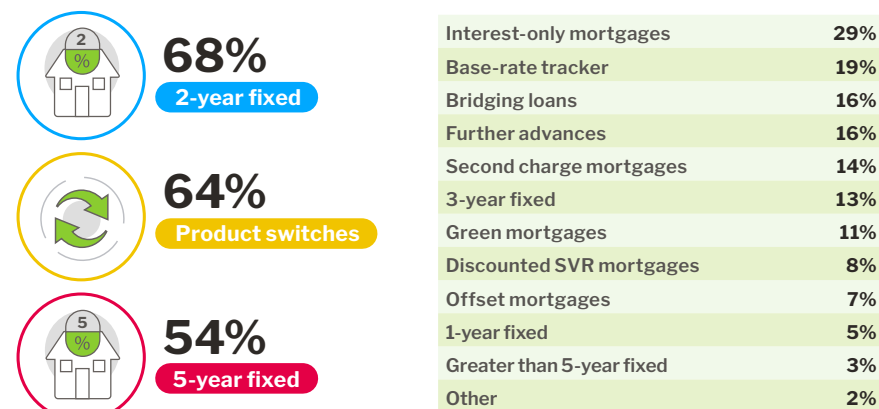 2
%
68%
2-year fixed
64%
Product switches
5
%
54%
5-year fixed
Interest-only mortgages 29%
Base-rate tracker 19%
Bridging loans 16%
Further advances 16%
Second charge mortgages 14%
3-year fixed 13%
Green mortgages 11%
Discounted SVR mortgages 8%
Offset mortgages 7%
1-year fixed 5%
Greater than 5-year fixed 3%
Other 2%